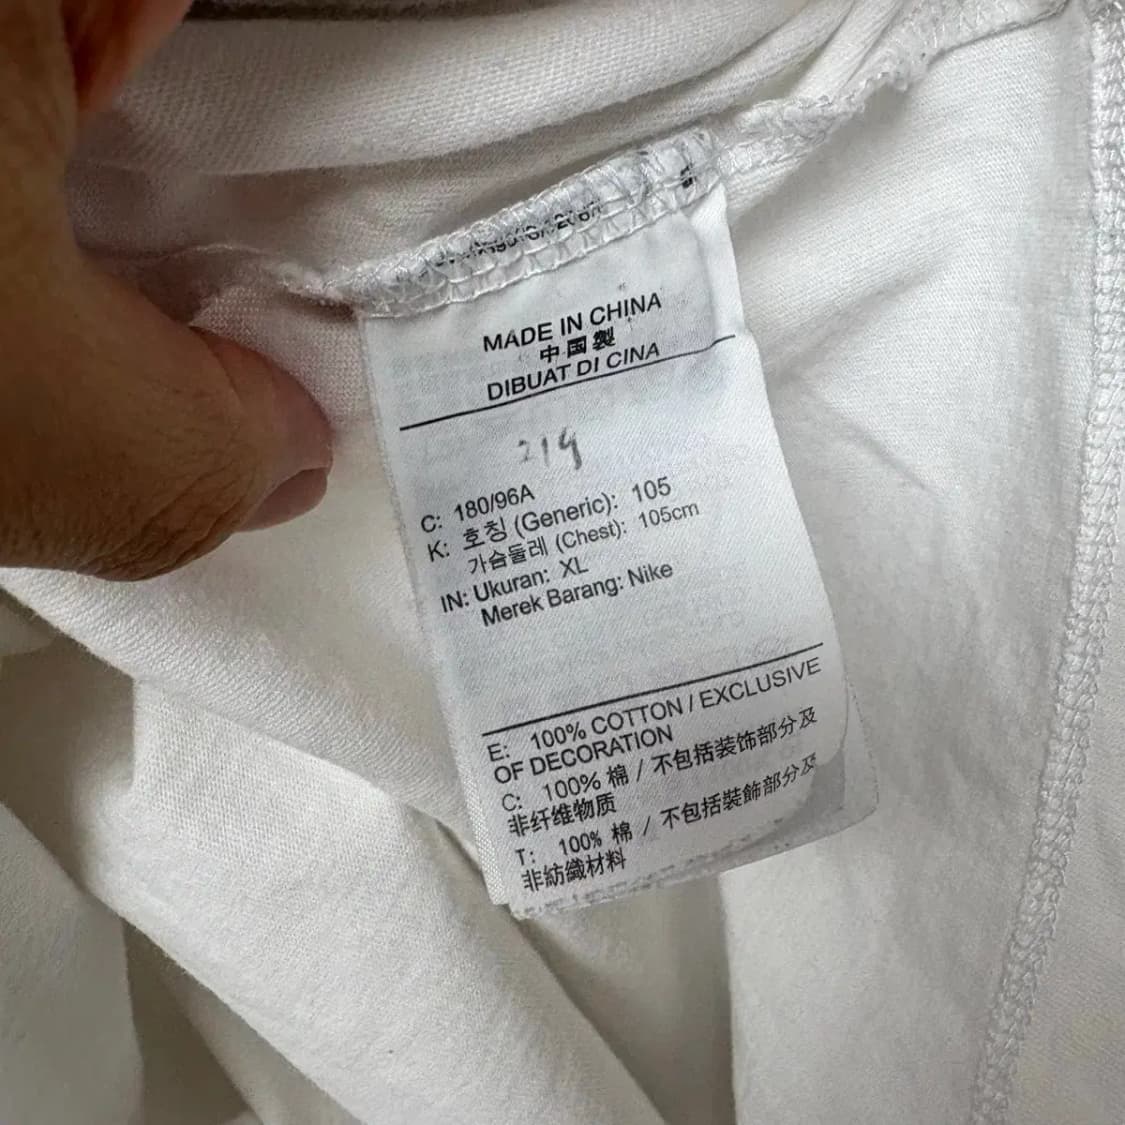 MADE IN CHINA
中国製
DIBUAT DI CINA
219
C: 180/96A
K: 호칭 (Generic): 105
가슴둘레 (Chest): 105cm
IN: Ukuran: XL
Merek Barang: Nike
E: 100% COTTON / EXCLUSIVE
OF DECORATION
C: 100% 棉 / 不包括装饰部分及
非纤维物质
T: 100% 棉 / 不包括裝飾部分及
非紡織材料